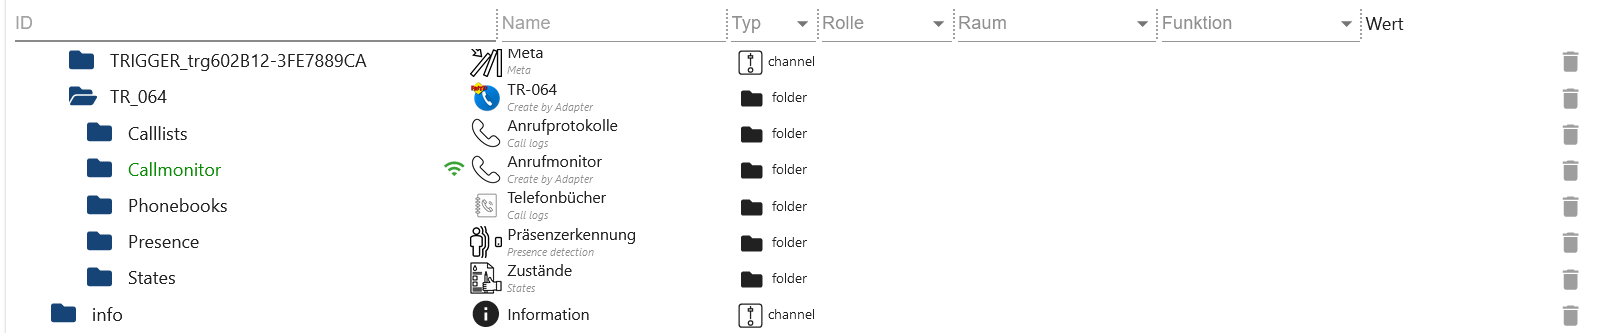 ID Name Typ Rolle Raum Funktion Wert
TRIGGER_trg602B12-3FE7889CA Meta channel
Meta
TR_064 TR-064 folder
Create by Adapter
Calllists Anrufprotokolle folder
Call logs
Callmonitor Anrufmonitor folder
Create by Adapter
Phonebooks Telefonbücher folder
Call logs
Presence Präsenzerkennung folder
Presence detection
States Zustände folder
States
info Information channel